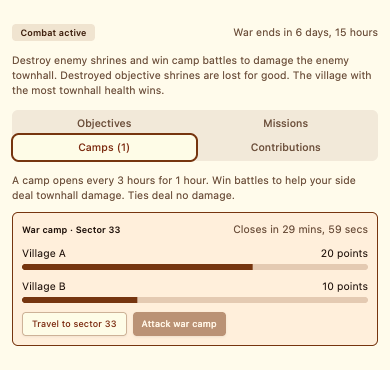 Combat active
War ends in 6 days, 15 hours
Destroy enemy shrines and win camp battles to damage the enemy
townhall. Destroyed objective shrines are lost for good. The village with
the most townhall health wins.
Objectives
Missions
Camps (1)
Contributions
A camp opens every 3 hours for 1 hour. Win battles to help your side
deal townhall damage. Ties deal no damage.
War camp · Sector 33
Closes in 29 mins, 59 secs
Village A
20 points
Village B
10 points
Travel to sector 33
Attack war camp